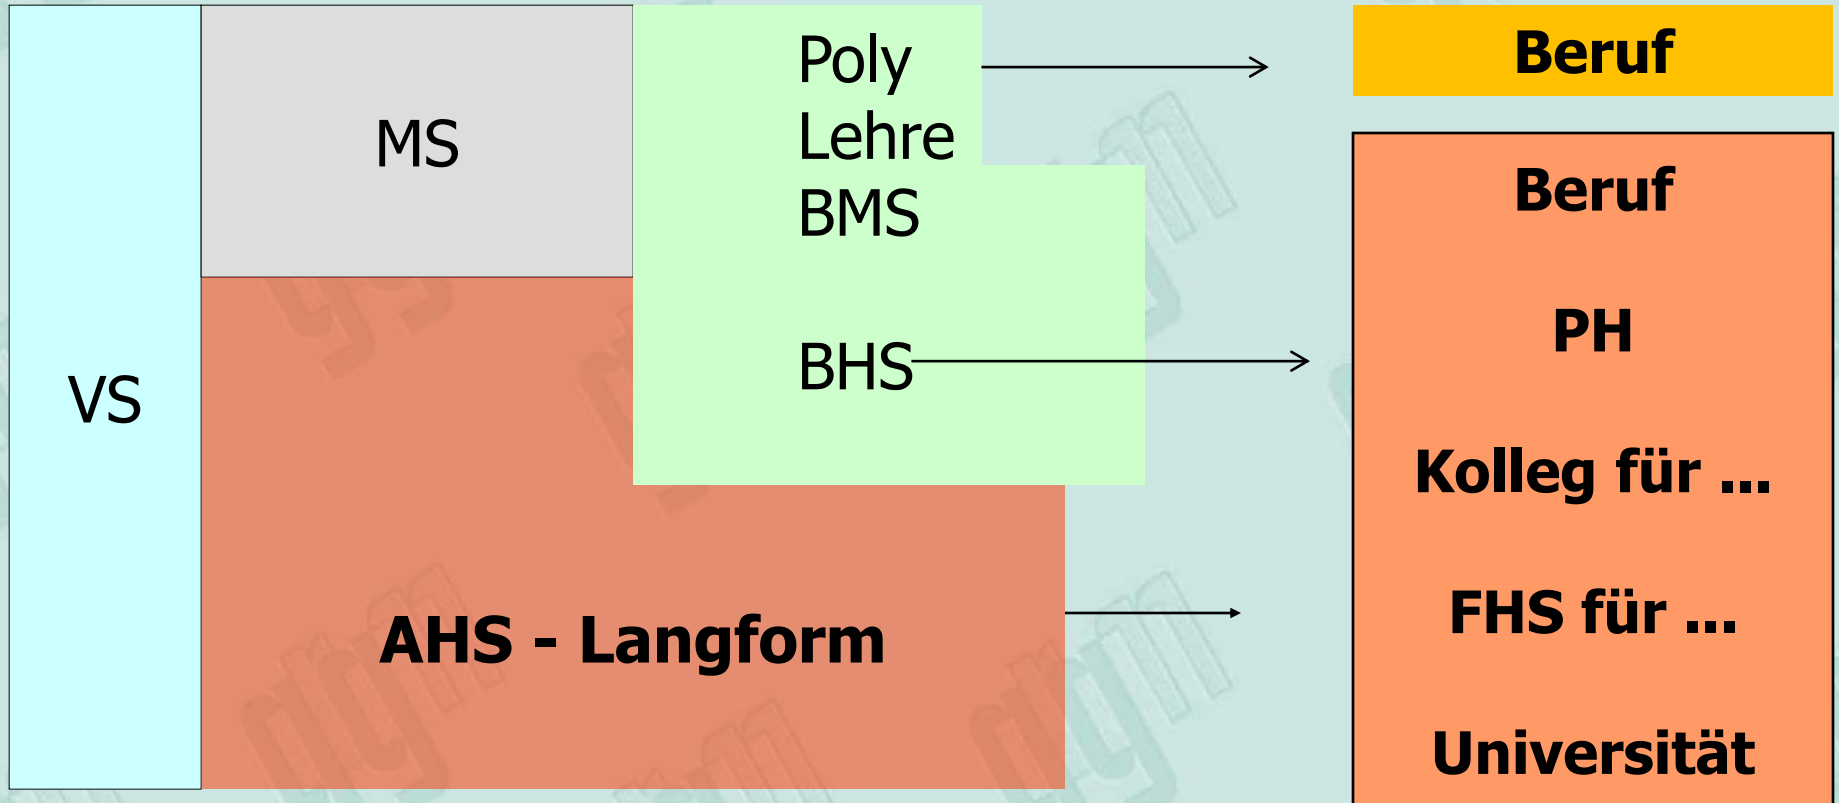 VS
MS
AHS - Langform
Poly
Lehre
BMS
BHS
Beruf
Beruf
PH
Kolleg für ...
FHS für ...
Universität